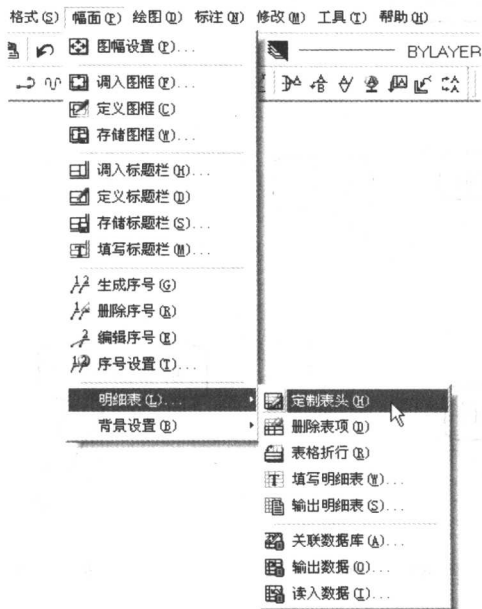 格式(S) 幅面(P) 绘图(D) 标注(N) 修改(M) 工具(T) 帮助(H)
图幅设置(P)...
BYLAYER
调入图框(F)...
定义图框(C)
存储图框(W)...
调入标题栏(H)...
定义标题栏(D)
存储标题栏(S)...
填写标题栏(M)...
生成序号(G)
删除序号(R)
编辑序号(E)
序号设置(T)...
明细表(L)...
定制表头(H)
背景设置(B)
删除表项(D)
表格折行(R)
填写明细表(W)...
输出明细表(S)...
关联数据库(A)...
输出数据(O)...
读入数据(I)...